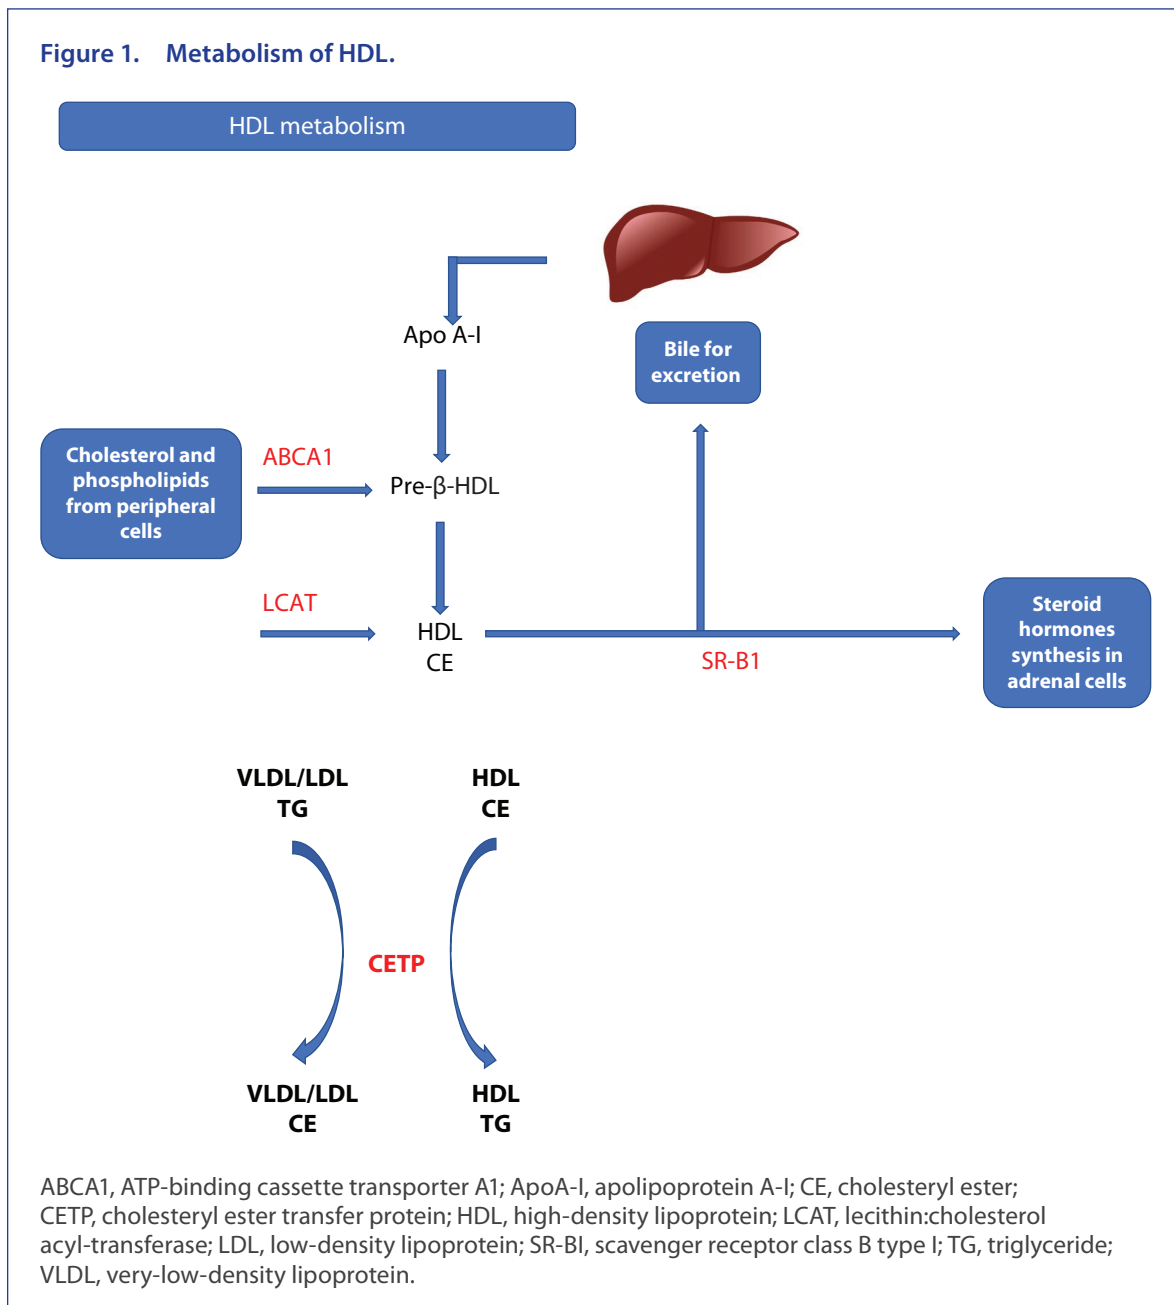 Figure 1. Metabolism of HDL.
HDL metabolism
Apo A-I
Bile for
excretion
Cholesterol and
phospholipids
from peripheral
cells
ABCA1
Pre-β-HDL
LCAT
HDL
CE
SR-B1
Steroid
hormones
synthesis in
adrenal cells
VLDL/LDL
TG
HDL
CE
CETP
VLDL/LDL
CE
HDL
TG
ABCA1, ATP-binding cassette transporter A1; ApoA-I, apolipoprotein A-I; CE, cholesteryl ester;
CETP, cholesteryl ester transfer protein; HDL, high-density lipoprotein; LCAT, lecithin:cholesterol
acyl-transferase; LDL, low-density lipoprotein; SR-BI, scavenger receptor class B type I; TG, triglyceride;
VLDL, very-low-density lipoprotein.